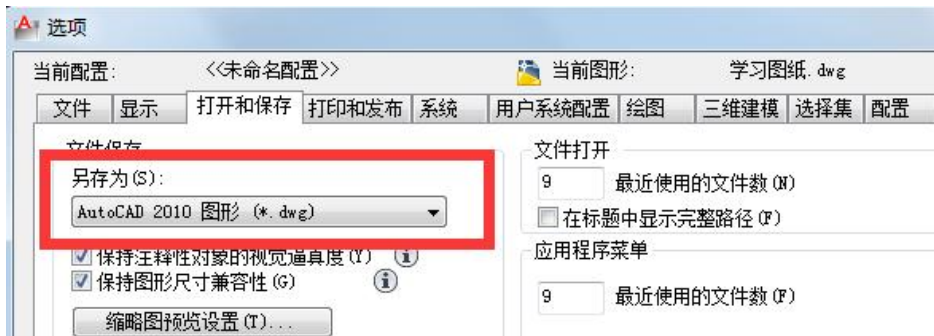 选项
当前配置: <<未命名配置>> 当前图形: 学习图纸.dwg
文件 显示 打开和保存 打印和发布 系统 用户系统配置 绘图 三维建模 选择集 配置
文件保存
另存为(S):
AutoCAD 2010 图形 (*.dwg)
保持注释性对象的视觉逼真度(Y)
保持图形尺寸兼容性(G)
缩略图预览设置(T)...
文件打开
9 最近使用的文件数(N)
在标题中显示完整路径(F)
应用程序菜单
9 最近使用的文件数(F)